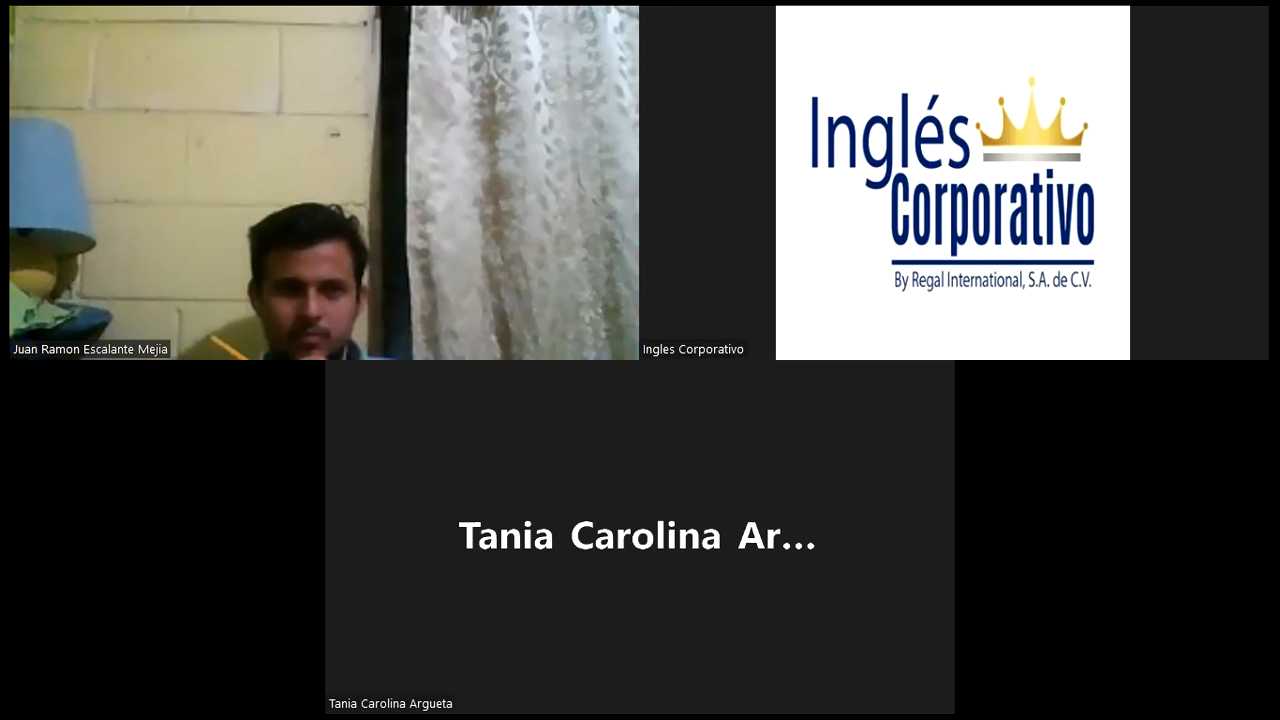 Juan Ramon Escalante Mejia
Inglés
Corporativo
By Regal International, S.A. de C.V.
Ingles Corporativo
Tania Carolina Ar...
Tania Carolina Argueta